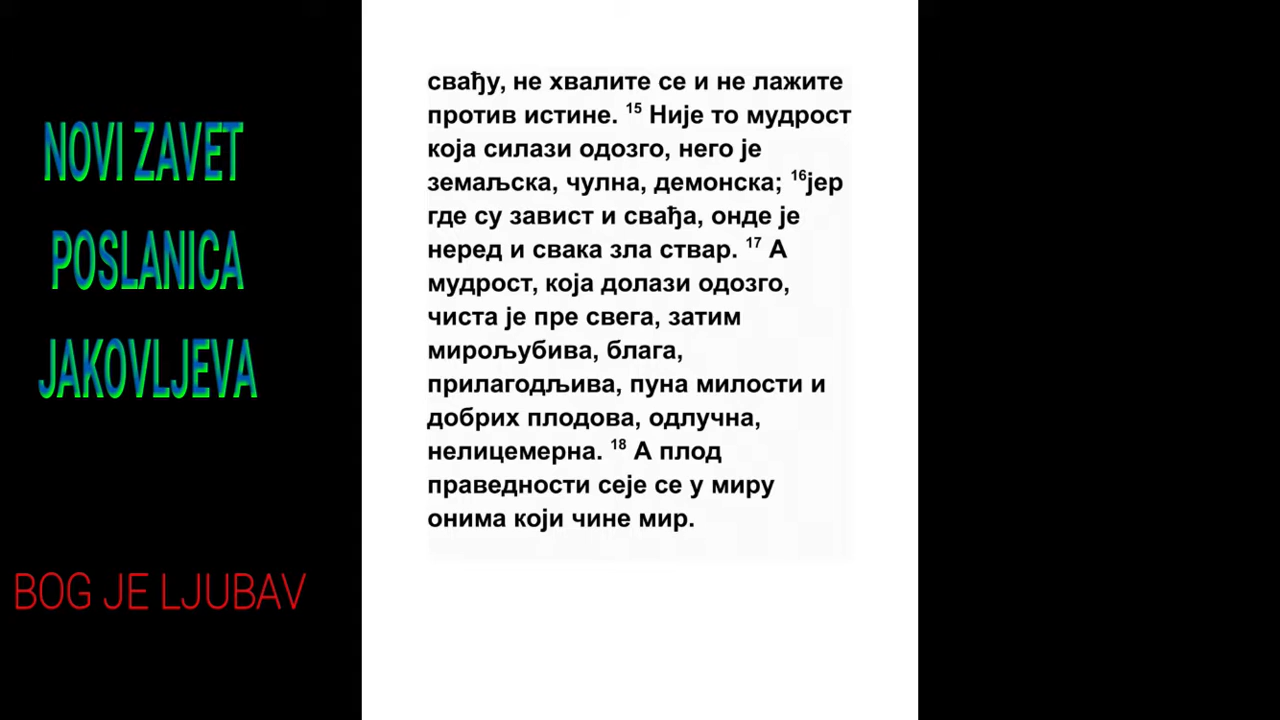 NOVI ZAVET
POSLANICA
JAKOVLJEVA
BOG JE LJUBAV
свађу, не хвалите се и не лажите
против истине. 15 Није то мудрост
која силази одозго, него је
земаљска, чулна, демонска; 16јер
где су завист и свађа, онде је
неред и свака зла ствар. 17 А
мудрост, која долази одозго,
чиста је пре свега, затим
мирољубива, блага,
прилагодљива, пуна милости и
добрих плодова, одлучна,
нелицемерна. 18 А плод
праведности сеје се у миру
онима који чине мир.